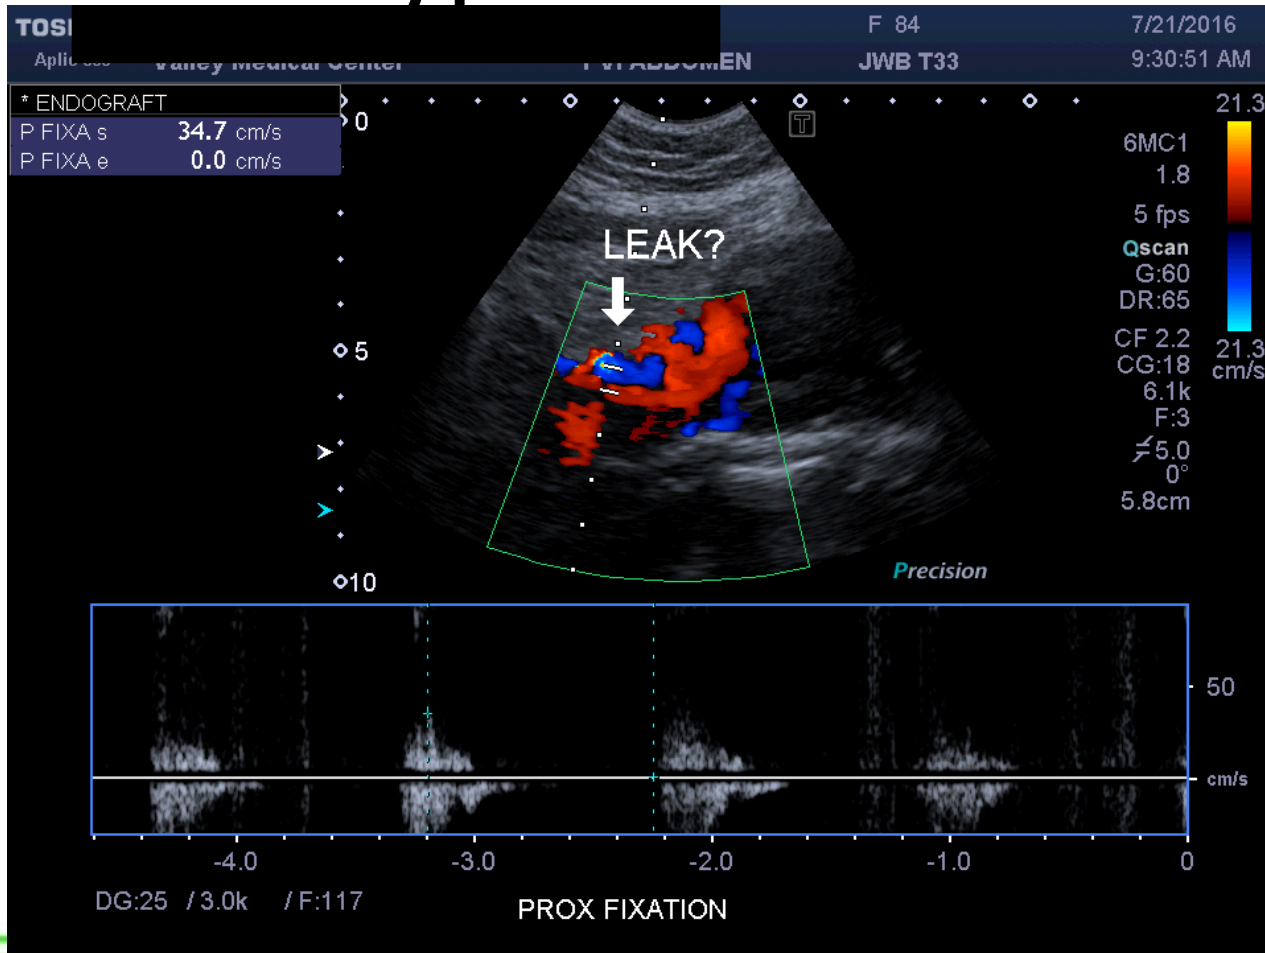 F 84
7/21/2016
JWB T33
9:30:51 AM
* ENDOGRAFT
P FIXA s 34.7 cm/s
P FIXA e 0.0 cm/s
0
T
21.3
6MC1
1.8
5 fps
Qscan
G:60
DR:65
CF 2.2
CG:18
6.1k
F:3
5.0
0°
5.8cm
21.3
cm/s
LEAK?
5
10
Precision
50
cm/s
-4.0 -3.0 -2.0 -1.0 0
DG:25 / 3.0k / F:117
PROX FIXATION